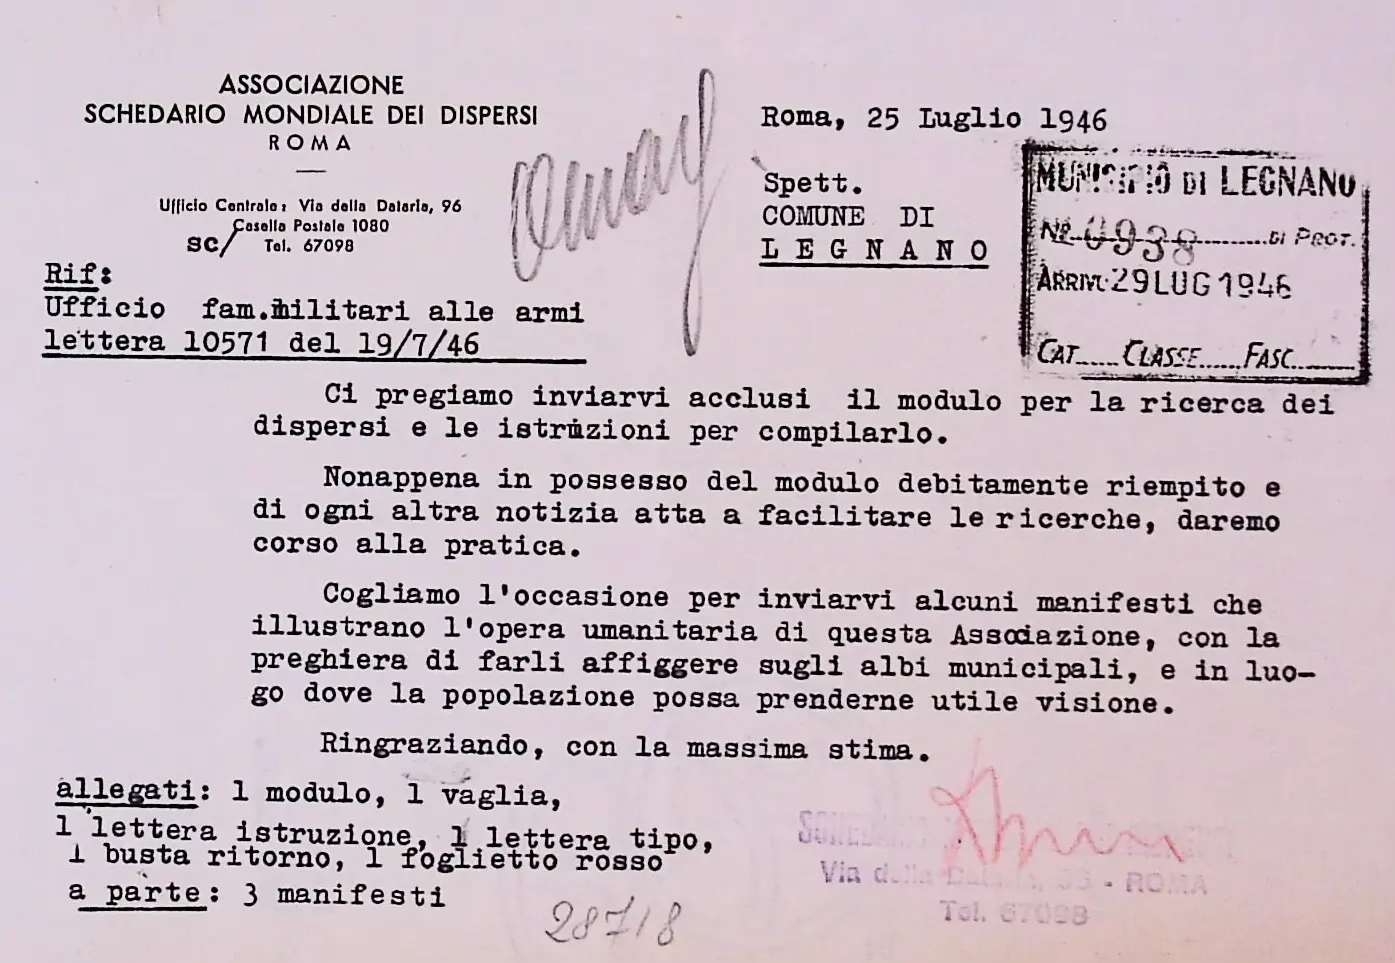 ASSOCIAZIONE
SCHEDARIO MONDIALE DEI DISPERSI
ROMA
Ufficio Centrale: Via della Dataria, 96
Casella Postale 1080
SC/ Tel. 67098
Roma, 25 Luglio 1946
Spett.
COMUNE DI
LEGNANO
MUNICIPIO DI LEGNANO
No. 0938 DI PROT.
ARRIVO 29 LUG 1946
CAT. CLASSE FASC.
Rif:
Ufficio fam.militari alle armi
lettera 10571 del 19/7/46
Ci pregiamo inviarvi acclusi il modulo per la ricerca dei
dispersi e le istruzioni per compilarlo.
Nonappena in possesso del modulo debitamente riempito e
di ogni altra notizia atta a facilitare le ricerche, daremo
corso alla pratica.
Cogliamo l'occasione per inviarvi alcuni manifesti che
illustrano l'opera umanitaria di questa Associazione, con la
preghiera di farli affiggere sugli albi municipali, e in luo-
go dove la popolazione possa prenderne utile visione.
Ringraziando, con la massima stima.
allegati: 1 modulo, 1 vaglia,
1 lettera istruzione, 1 lettera tipo,
1 busta ritorno, 1 foglietto rosso
a parte: 3 manifesti
28718
Via della - ROMA
Tel. 67098